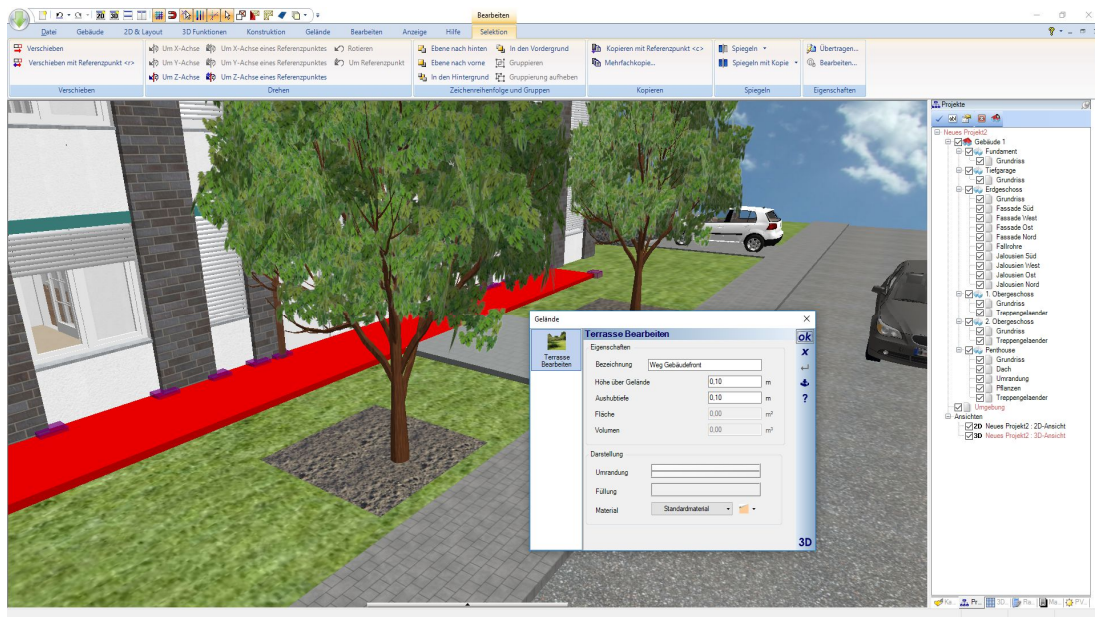 Bearbeiten
Datei Gebäude 2D & Layout 3D Funktionen Konstruktion Gelände Bearbeiten Anzeige Hilfe Selektion
Verschieben Um X-Achse Um X-Achse eines Referenzpunktes Rotieren Ebene nach hinten In den Vordergrund Kopieren mit Referenzpunkt <c> Spiegeln Übertragen...
Verschieben mit Referenzpunkt <r> Um Y-Achse Um Y-Achse eines Referenzpunktes Um Referenzpunkt Ebene nach vorne Gruppieren Mehrfachkopie... Spiegeln mit Kopie Bearbeiten...
Um Z-Achse Um Z-Achse eines Referenzpunktes In den Hintergrund Gruppierung aufheben
Verschieben Drehen Zeichenreihenfolge und Gruppen Kopieren Spiegeln Eigenschaften
Projekte
Neues Projekt2
Gebäude 1
Fundament
Grundriss
Tiefgarage
Grundriss
Erdgeschoss
Grundriss
Fassade Süd
Fassade West
Fassade Ost
Fassade Nord
Fallrohre
Jalousien Süd
Jalousien West
Jalousien Ost
Jalousien Nord
1. Obergeschoss
Grundriss
Treppengelaender
2. Obergeschoss
Grundriss
Treppengelaender
Penthouse
Grundriss
Dach
Umrandung
Pflanzen
Treppengelaender
Umgebung
Ansichten
2D Neues Projekt2 : 2D-Ansicht
3D Neues Projekt2 : 3D-Ansicht
Gelände
Terrasse Bearbeiten
Terrasse Bearbeiten
ok
Eigenschaften
Bezeichnung Weg Gebäudefront
Höhe über Gelände 0,10 m
Aushubtiefe 0,10 m
?
Fläche 0,00 m²
Volumen 0,00 m³
Darstellung
Umrandung
Füllung
Material Standardmaterial
3D
Ka... Pr... 3D... Re... Ma... PV...